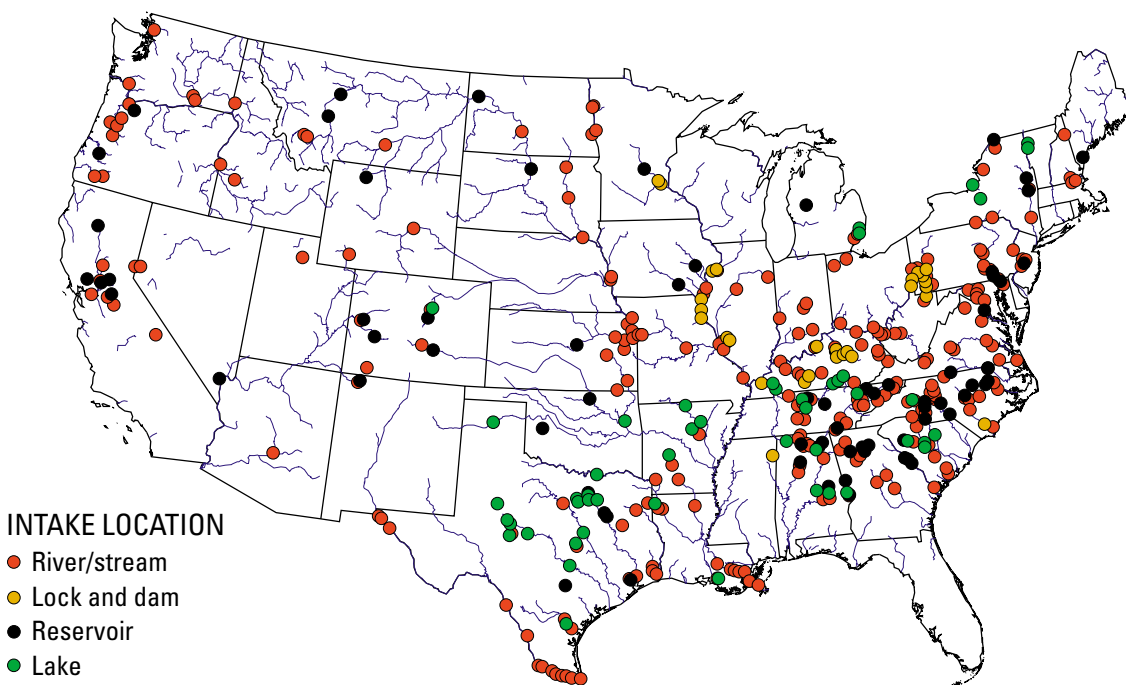 INTAKE LOCATION
River/stream
Lock and dam
Reservoir
Lake